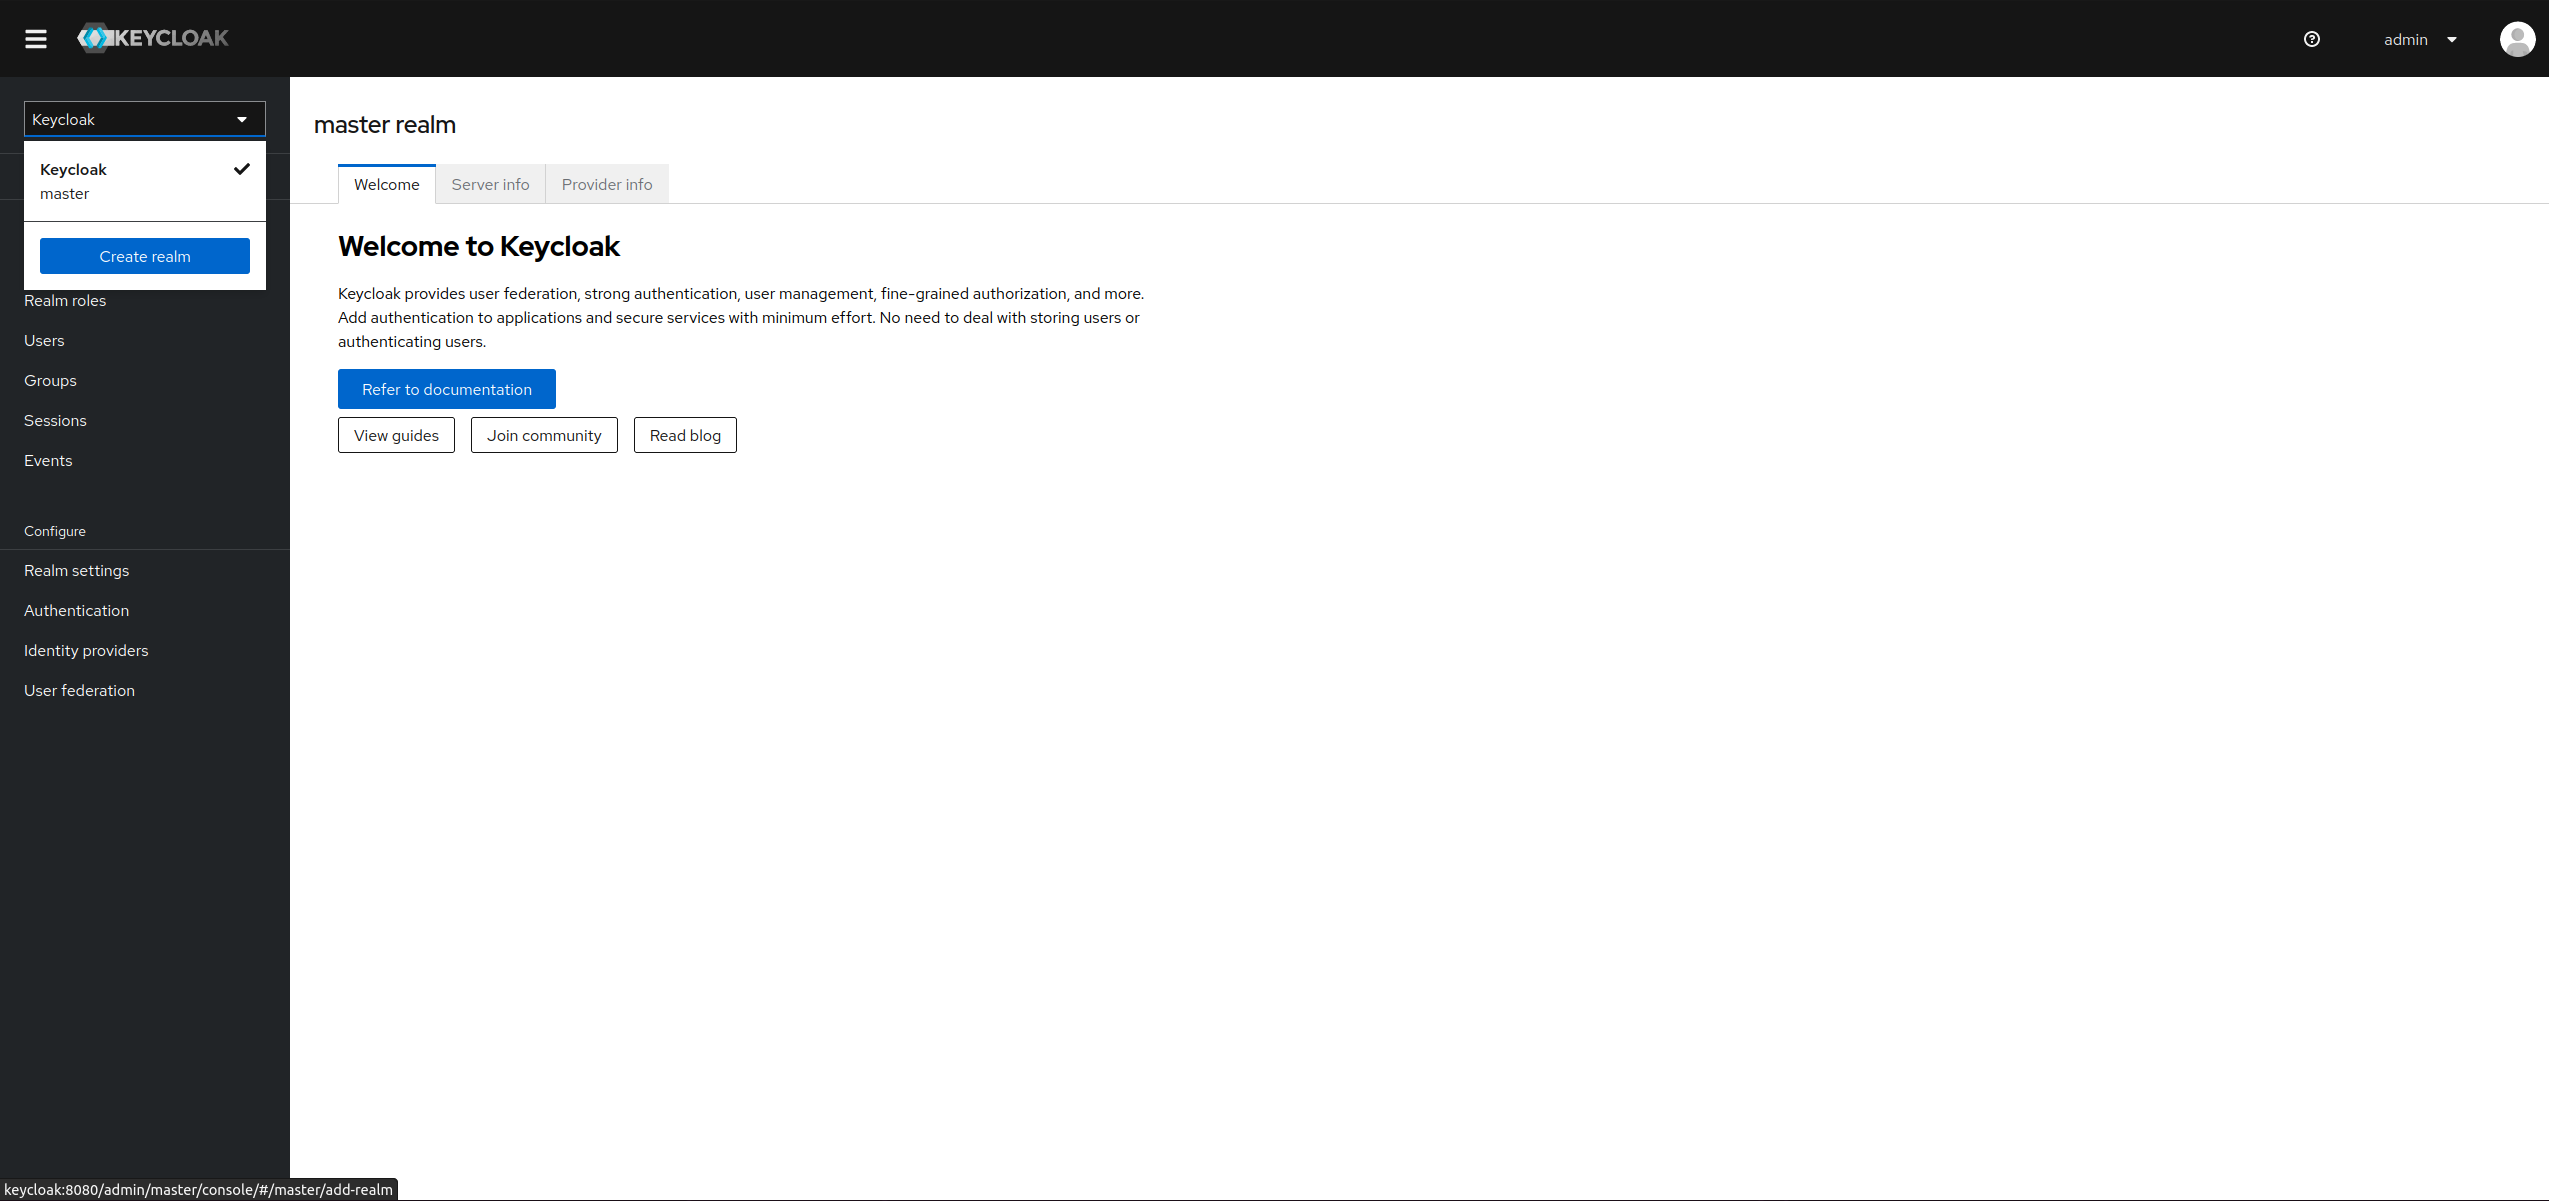 KEYCLOAK
admin
Keycloak
Keycloak
master
Create realm
Realm roles
Users
Groups
Sessions
Events
Configure
Realm settings
Authentication
Identity providers
User federation
master realm
Welcome Server info Provider info
Welcome to Keycloak
Keycloak provides user federation, strong authentication, user management, fine-grained authorization, and more.
Add authentication to applications and secure services with minimum effort. No need to deal with storing users or
authenticating users.
Refer to documentation
View guides Join community Read blog
keycloak:8080/admin/master/console/#/master/add-realm